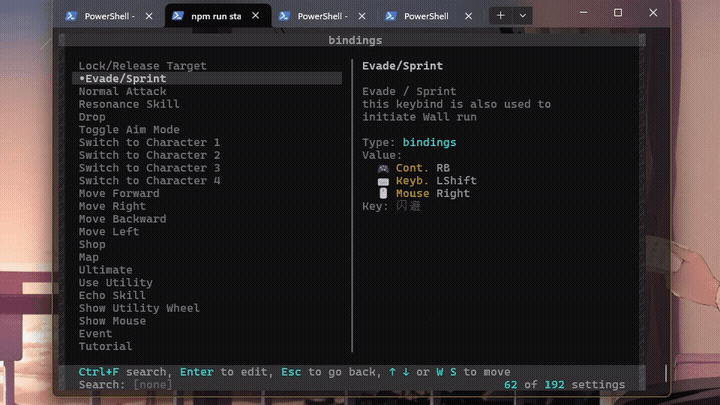 PowerShell -
npm run sta
PowerShell -
PowerShell
bindings
Lock/Release Target
•Evade/Sprint
Normal Attack
Resonance Skill
Drop
Toggle Aim Mode
Switch to Character 1
Switch to Character 2
Switch to Character 3
Switch to Character 4
Move Forward
Move Right
Move Backward
Move Left
Shop
Map
Ultimate
Use Utility
Echo Skill
Show Utility Wheel
Show Mouse
Event
Tutorial
Evade/Sprint
Evade / Sprint
this keybind is also used to
initiate Wall run
Type: bindings
Value:
Cont. RB
Keyb. LShift
Mouse Right
Key: 闪避
Ctrl+F search, Enter to edit, Esc to go back, ↑ ↓ or W S to move
Search: [none]
62 of 192 settings